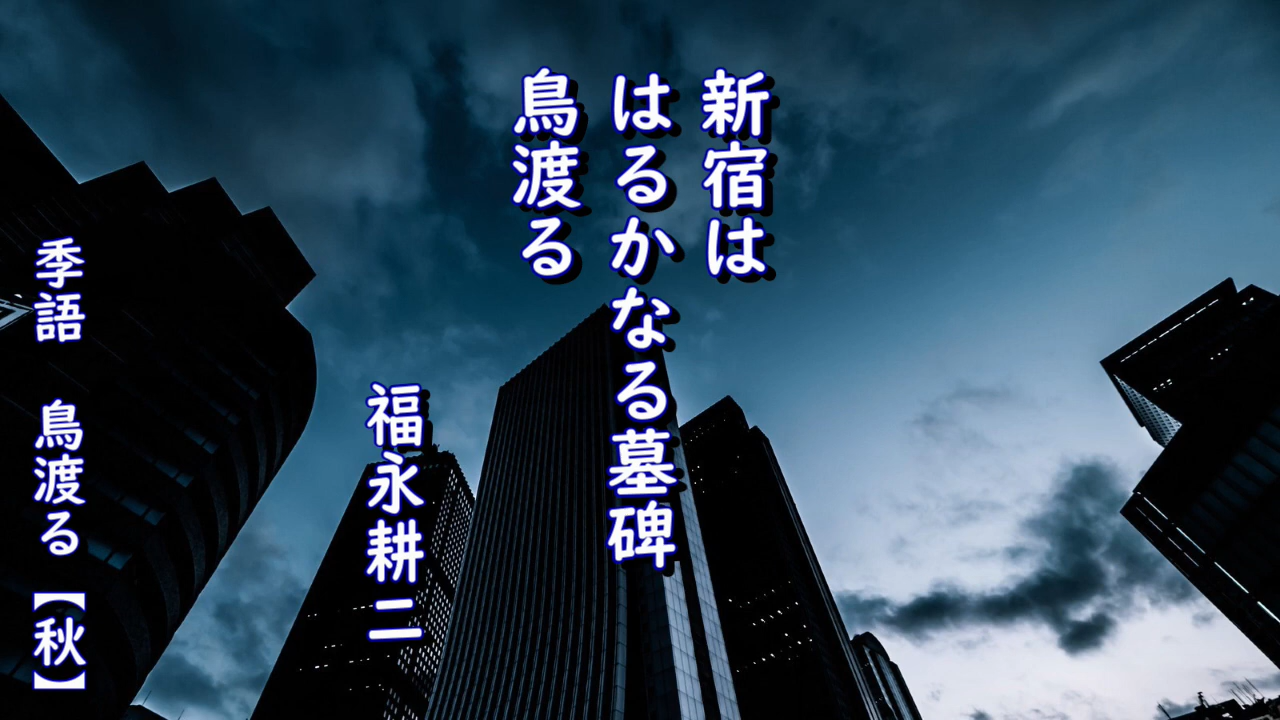 新宿は
はるかなる墓碑
鳥渡る
福永耕二
季語　鳥渡る【秋】